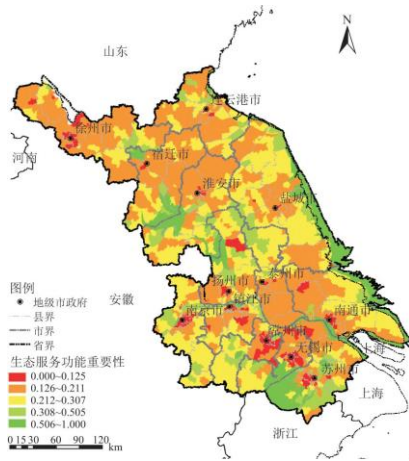 N
山东
连云港市
徐州市
河南
宿迁市
淮安市
盐城市
图例
地级市政府
县界
市界
省界
安徽
扬州市
泰州市
镇江市
南京市
南通市
常州市
上海
无锡市
苏州市
上海
浙江
生态服务功能重要性
0.000~0.125
0.126~0.211
0.212~0.307
0.308~0.505
0.506~1.000
0 15 30 60 90 120
km